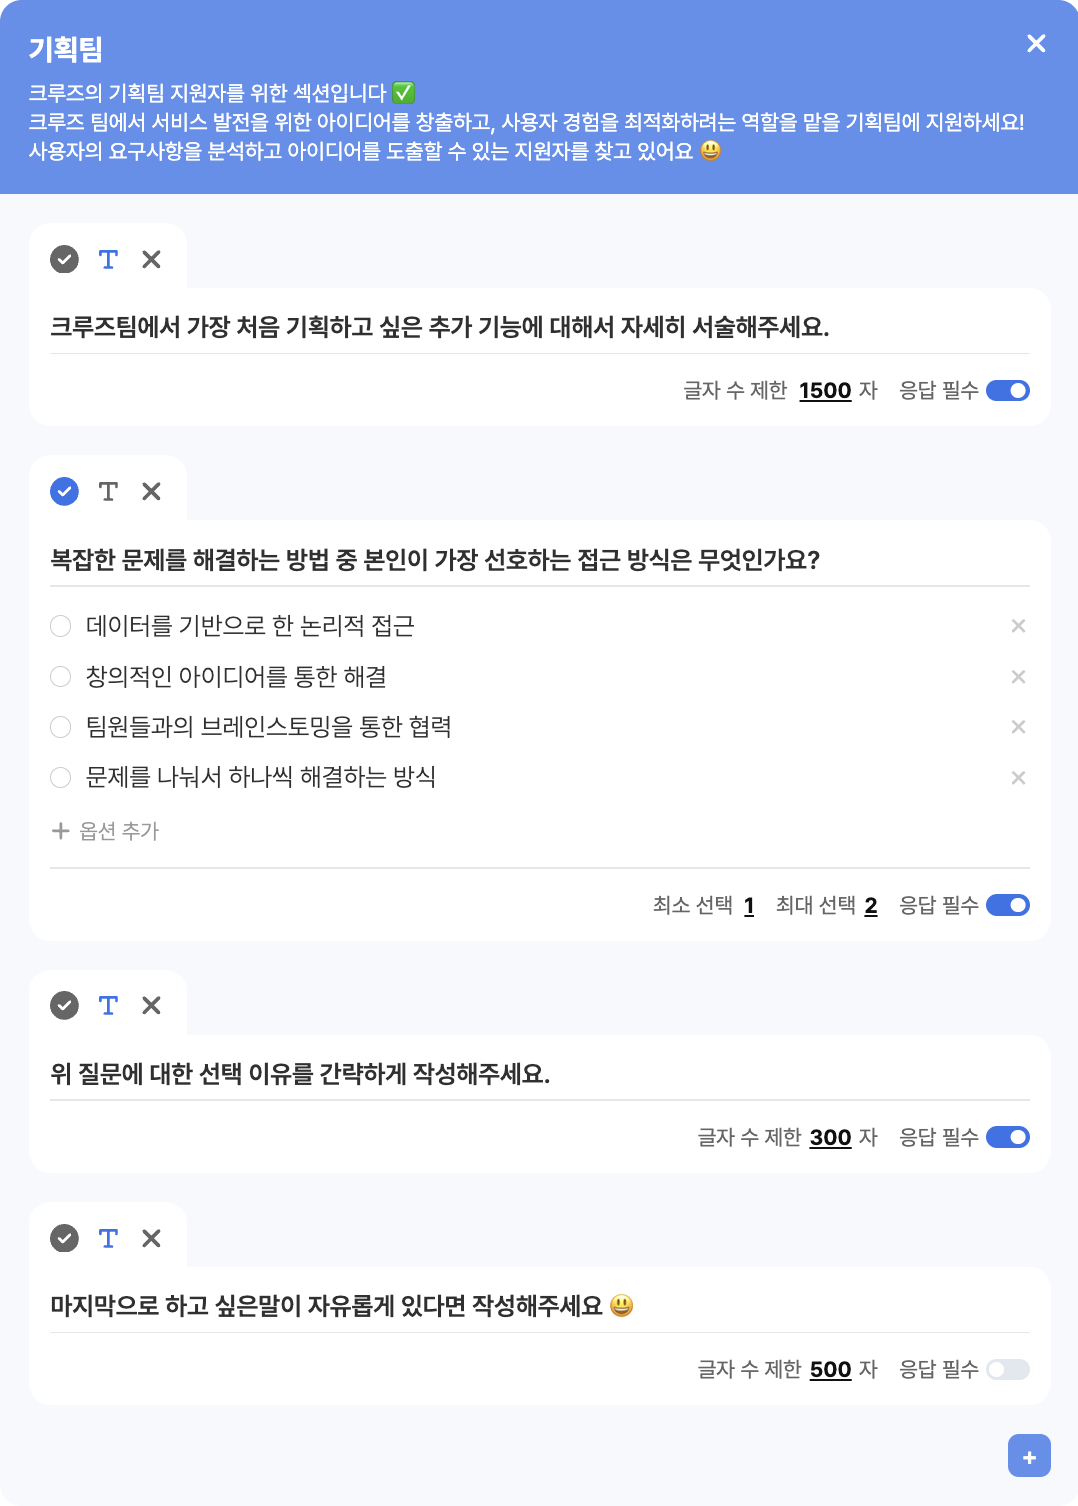 기획팀
크루즈의 기획팀 지원자를 위한 섹션입니다 ✅
크루즈 팀에서 서비스 발전을 위한 아이디어를 창출하고, 사용자 경험을 최적화하려는 역할을 맡을 기획팀에 지원하세요!
사용자의 요구사항을 분석하고 아이디어를 도출할 수 있는 지원자를 찾고 있어요 😃
크루즈팀에서 가장 처음 기획하고 싶은 추가 기능에 대해서 자세히 서술해주세요.
글자 수 제한 1500 자 응답 필수
복잡한 문제를 해결하는 방법 중 본인이 가장 선호하는 접근 방식은 무엇인가요?
데이터를 기반으로 한 논리적 접근
창의적인 아이디어를 통한 해결
팀원들과의 브레인스토밍을 통한 협력
문제를 나눠서 하나씩 해결하는 방식
옵션 추가
최소 선택 1 최대 선택 2 응답 필수
위 질문에 대한 선택 이유를 간략하게 작성해주세요.
글자 수 제한 300 자 응답 필수
마지막으로 하고 싶은말이 자유롭게 있다면 작성해주세요 😃
글자 수 제한 500 자 응답 필수